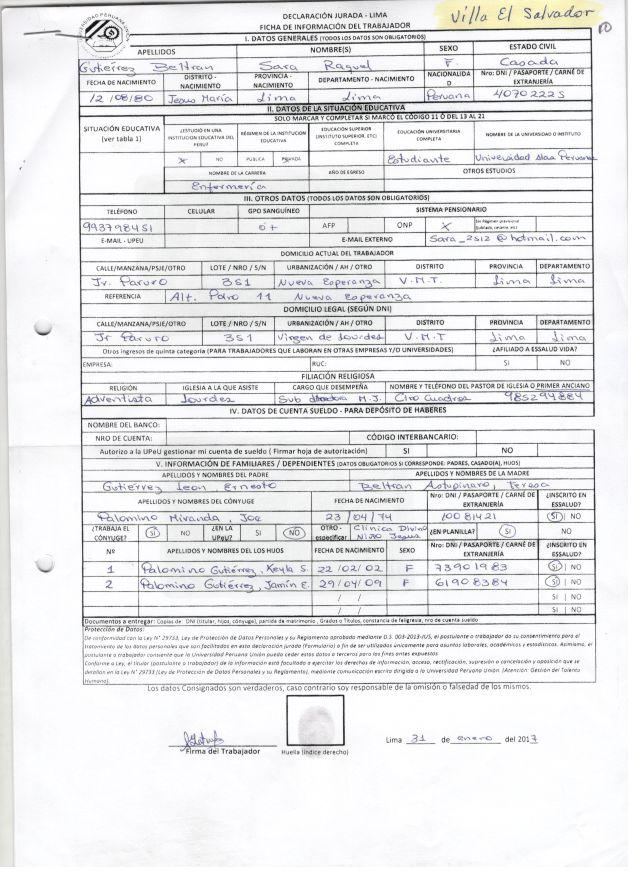 Villa El Salvador
DECLARACIÓN JURADA - LIMA
FICHA DE INFORMACIÓN DEL TRABAJADOR
I. DATOS GENERALES (TODOS LOS DATOS SON OBLIGATORIOS)
APELLIDOS NOMBRE(S) SEXO ESTADO CIVIL
Gutiérrez Beltran Sara Raquel F. Casada
FECHA DE NACIMIENTO DISTRITO - NACIMIENTO PROVINCIA - NACIMIENTO DEPARTAMENTO - NACIMIENTO NACIONALIDAD Nro: DNI / PASAPORTE / CARNÉ DE EXTRANJERÍA
12/08/80 Jesus María Lima Lima Peruana 40702225
II. DATOS DE LA SITUACIÓN EDUCATIVA
SOLO MARCAR Y COMPLETAR SI MARCÓ EL CÓDIGO 11 Ó DEL 13 AL 21
SITUACIÓN EDUCATIVA (ver tabla 1) ¿ESTUDIÓ EN UNA INSTITUCIÓN EDUCATIVA DEL PERÚ? RÉGIMEN DE LA INSTITUCIÓN EDUCATIVA EDUCACIÓN SUPERIOR (INSTITUTO SUPERIOR, ETC) COMPLETA EDUCACIÓN UNIVERSITARIA COMPLETA NOMBRE DE LA UNIVERSIDAD O INSTITUTO
X NO PUBLICA PRIVADA Estudiante Universidad Alas Peruanas
NOMBRE DE LA CARRERA AÑO DE EGRESO OTROS ESTUDIOS
Enfermería
III. OTROS DATOS (TODOS LOS DATOS SON OBLIGATORIOS)
TELÉFONO CELULAR GPO SANGUÍNEO SISTEMA PENSIONARIO
993798451 O+ AFP ONP X
E-MAIL - UPEU E-MAIL EXTERNO Sara_2512@hotmail.com
DOMICILIO ACTUAL DEL TRABAJADOR
CALLE/MANZANA/PSJE/OTRO LOTE / NRO / S/N URBANIZACIÓN / AH / OTRO DISTRITO PROVINCIA DEPARTAMENTO
Jr. Paruro 351 Nueva Esperanza V.M.T. Lima Lima
REFERENCIA Alt. Pdro 11 Nueva Esperanza
DOMICILIO LEGAL (SEGÚN DNI)
CALLE/MANZANA/PSJE/OTRO LOTE / NRO / S/N URBANIZACIÓN / AH / OTRO DISTRITO PROVINCIA DEPARTAMENTO
Jr Paruro 351 Virgen de Lourdes V.M.T Lima Lima
Otros ingresos de quinta categoría (PARA TRABAJADORES QUE LABORAN EN OTRAS EMPRESAS Y/O UNIVERSIDADES) ¿AFILIADO A ESSALUD VIDA?
EMPRESA: RUC: SI NO
FILIACIÓN RELIGIOSA
RELIGIÓN IGLESIA A LA QUE ASISTE CARGO QUE DESEMPEÑA NOMBRE Y TELÉFONO DEL PASTOR DE IGLESIA O PRIMER ANCIANO
Adventista Lourdes Sub directora M.J. Ciro Cuadros 985294884
IV. DATOS DE CUENTA SUELDO - PARA DEPÓSITO DE HABERES
NOMBRE DEL BANCO:
NRO DE CUENTA: CÓDIGO INTERBANCARIO:
Autorizo a la UPeU gestionar mi cuenta de sueldo ( Firmar hoja de autorización) SI NO
V. INFORMACIÓN DE FAMILIARES / DEPENDIENTES (DATOS OBLIGATORIOS SI CORRESPONDE: PADRES, CASADO(A), HIJOS)
APELLIDOS Y NOMBRES DEL PADRE APELLIDOS Y NOMBRES DE LA MADRE
Gutiérrez Leon Ernesto Beltran Astupinaro, Teresa
APELLIDOS Y NOMBRES DEL CÓNYUGE FECHA DE NACIMIENTO Nro: DNI / PASAPORTE / CARNÉ DE EXTRANJERÍA ¿INSCRITO EN ESSALUD?
Palomino Miranda, Joe 23/04/74 10081421 SI NO
¿TRABAJA EL CÓNYUGE? SI NO ¿EN LA UPeU? SI NO OTRO - especificar Clínica Divino Niño Jesus ¿EN PLANILLA? SI NO
Nº APELLIDOS Y NOMBRES DE LOS HIJOS FECHA DE NACIMIENTO SEXO Nro: DNI / PASAPORTE / CARNÉ DE EXTRANJERÍA ¿INSCRITO EN ESSALUD?
1 Palomino Gutiérrez, Keyla S. 22/02/02 F 73901983 SI NO
2 Palomino Gutiérrez, Jamín E. 29/04/09 F 61908384 SI NO
/ / SI NO
/ / SI NO
Documentos a entregar: Copias de: DNI (titular, hijos, cónyuge), partida de matrimonio, Grados o Títulos, constancia de feligresía, nro de cuenta sueldo
Protección de Datos:
De conformidad con la Ley N° 29733, Ley de Protección de Datos Personales y su Reglamento aprobado mediante D.S. 003-2013-JUS, el postulante o trabajador da su consentimiento para el
tratamiento de los datos personales que son facilitados en esta declaración jurada (Formulario) a fin de ser utilizados únicamente para asuntos laborales, académicos y estadísticos. Asimismo, el
postulante o trabajador consiente que la Universidad Peruana Unión pueda ceder estos datos a terceros para los fines antes expuestos
Conforme a Ley, el titular (postulante o trabajador) de la información está facultado a ejercitar los derechos de información, acceso, rectificación, supresión o cancelación y oposición que se
detallan en la Ley N° 29733 (Ley de Protección de Datos Personales y su Reglamento), mediante comunicación escrita dirigida a la Universidad Peruana Unión. (Atención: Gestión del Talento
Humano).
Los datos Consignados son verdaderos, caso contrario soy responsable de la omisión o falsedad de los mismos.
Lima 31 de enero del 2017
Firma del Trabajador Huella (índice derecho)